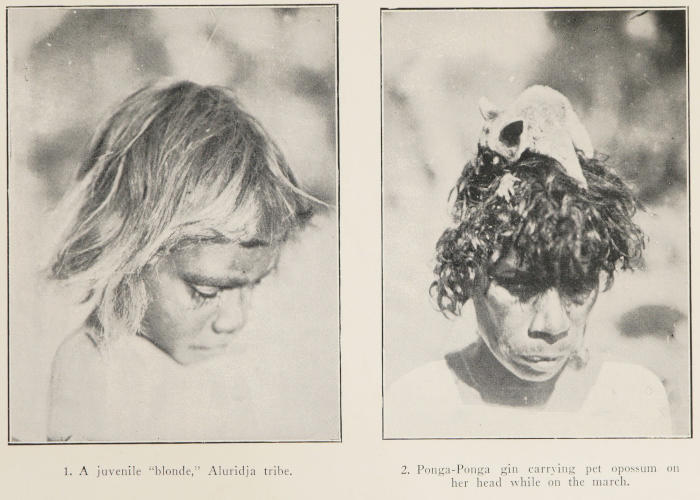 1. A juvenile “blonde,” Aluridja tribe.
2. Ponga-Ponga gin carrying pet opossum on
her head while on the march.